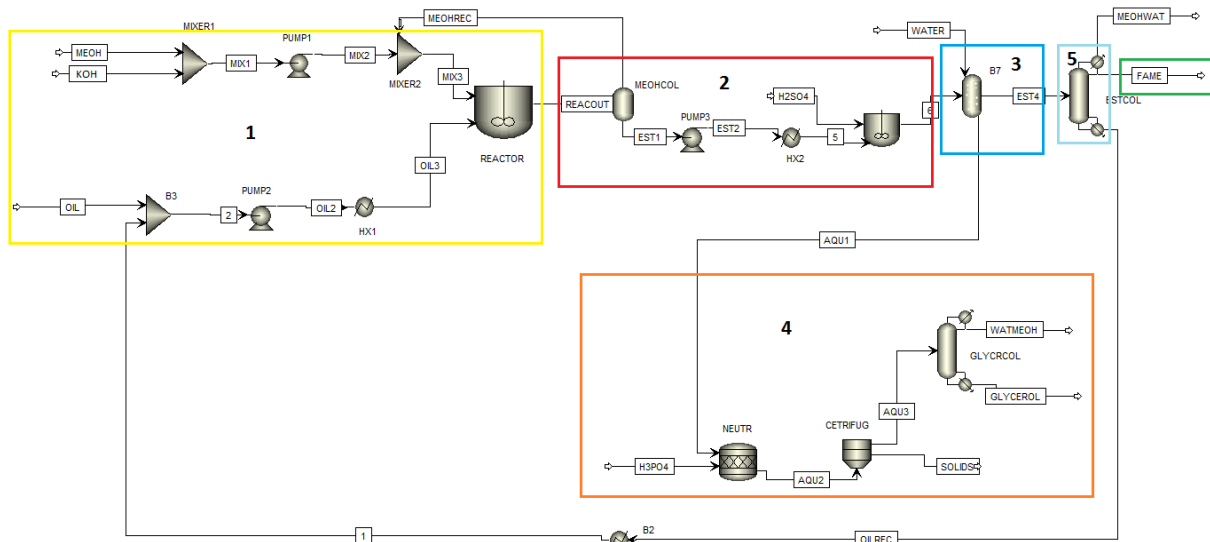 MEOHREC
MEOHWAT
MIXER1
WATER
MEOH
PUMP1
3
5
B7
MIX1
MIX2
KOH
MIXER2
MIX3
MEOHCOL
2
FAME
EST4
ESTCOL
REACOUT
H2SO4
6
1
PUMP3
EST1
EST2
5
HX2
REACTOR
OIL3
B3
PUMP2
OIL
2
OIL2
HX1
AQU1
4
WATMEOH
GLYCRCOL
GLYCEROL
AQU3
NEUTR
CETRIFUG
H3PO4
SOLIDS
AQU2
1
B2
OILREC